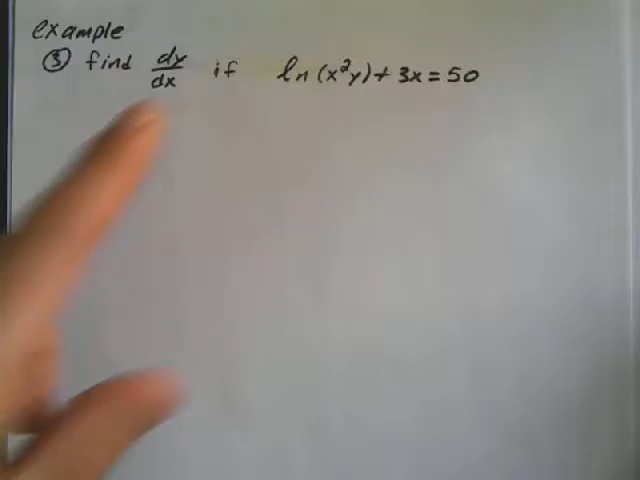 example
③ find dy/dx if ln(x²y)+3x=50